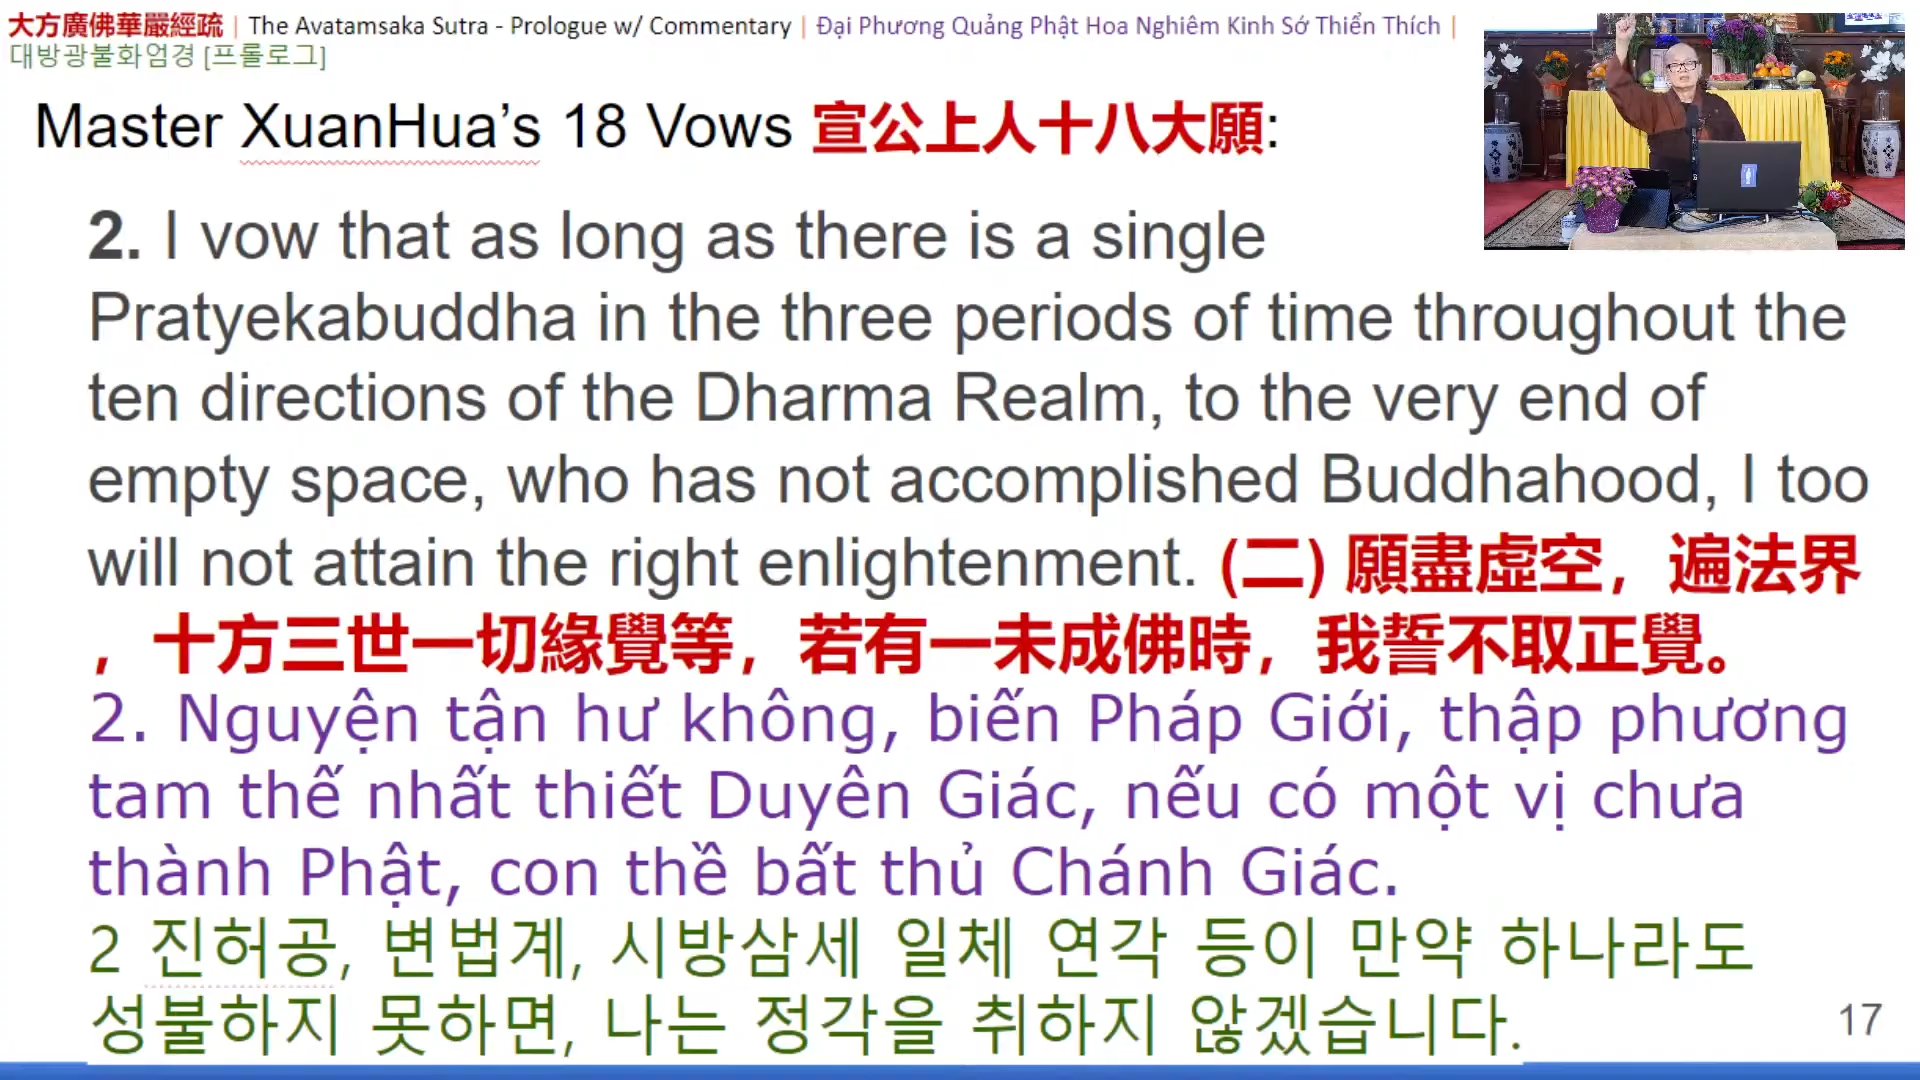 大方廣佛華嚴經疏 | The Avatamsaka Sutra - Prologue w/ Commentary | Đại Phương Quảng Phật Hoa Nghiêm Kinh Sớ Thiển Thích |
대방광불화엄경 [프롤로그]
Master XuanHua’s 18 Vows 宣公上人十八大願:
2. I vow that as long as there is a single
Pratyekabuddha in the three periods of time throughout the
ten directions of the Dharma Realm, to the very end of
empty space, who has not accomplished Buddhahood, I too
will not attain the right enlightenment. (二) 願盡虛空，遍法界
，十方三世一切緣覺等，若有一未成佛時，我誓不取正覺。
2. Nguyện tận hư không, biến Pháp Giới, thập phương
tam thế nhất thiết Duyên Giác, nếu có một vị chưa
thành Phật, con thề bất thủ Chánh Giác.
2 진허공, 변법계, 시방삼세 일체 연각 등이 만약 하나라도
성불하지 못하면, 나는 정각을 취하지 않겠습니다.
17